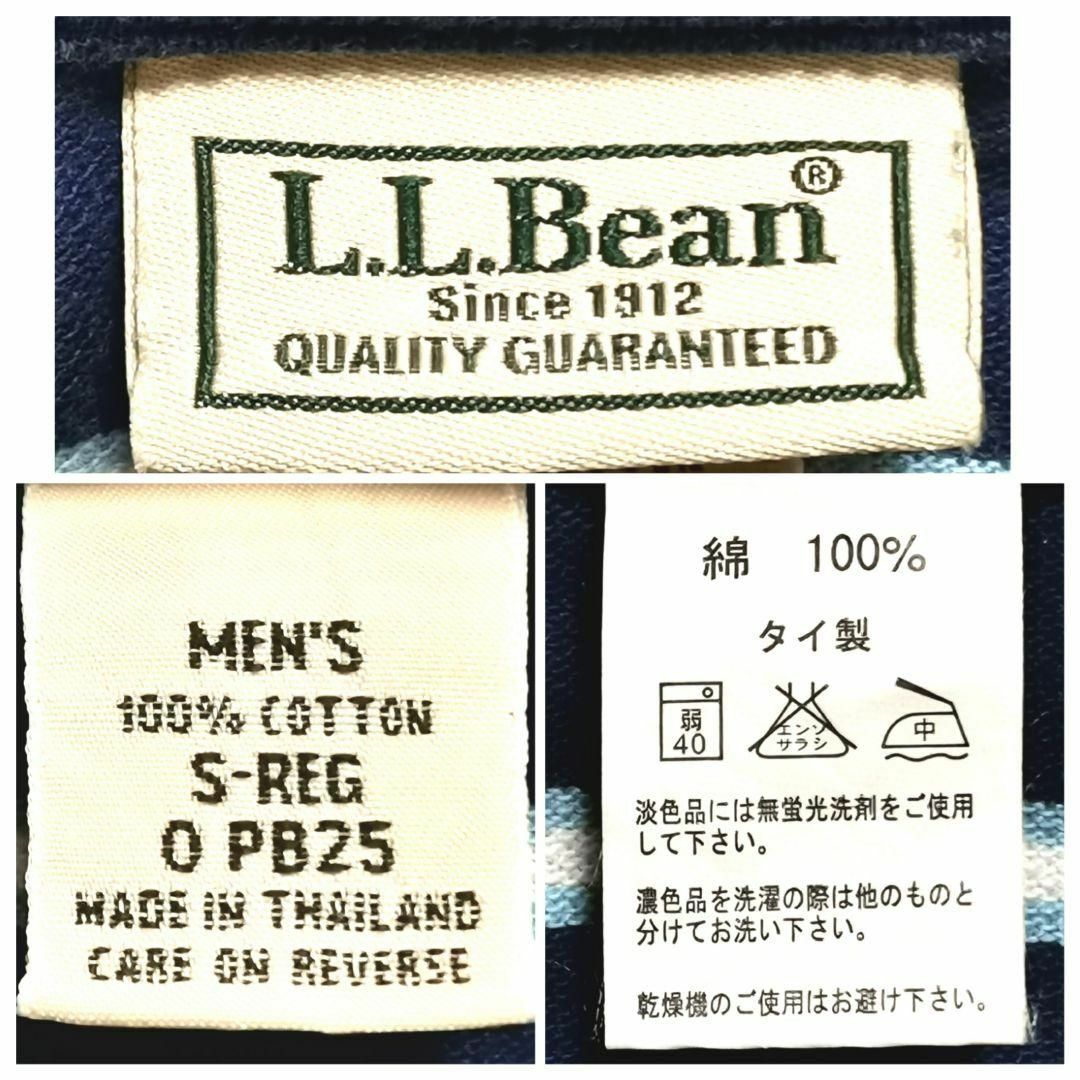 L.L.Bean®
Since 1912
QUALITY GUARANTEED
MEN'S
100% COTTON
S-REG
0 PB25
MADE IN THAILAND
CARE ON REVERSE
綿 100%
タイ製
弱
40
エンソ
サラシ
中
淡色品には無蛍光洗剤をご使用
して下さい。
濃色品を洗濯の際は他のものと
分けてお洗い下さい。
乾燥機のご使用はお避け下さい。